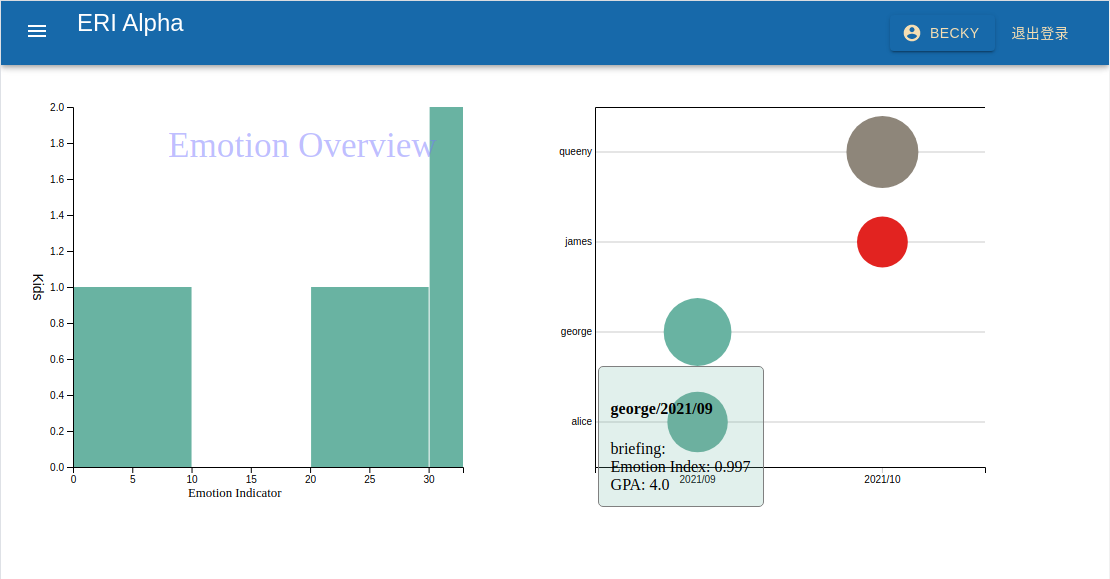 ERI Alpha
BECKY
退出登录
Emotion Overview
2.0
1.8
1.6
1.4
1.2
1.0
0.8
0.6
0.4
0.2
0.0
Kids
0 5 10 15 20 25 30
Emotion Indicator
queeny
james
george
alice
george/2021/09
briefing:
Emotion Index: 0.997
GPA: 4.0
2021/09 2021/10